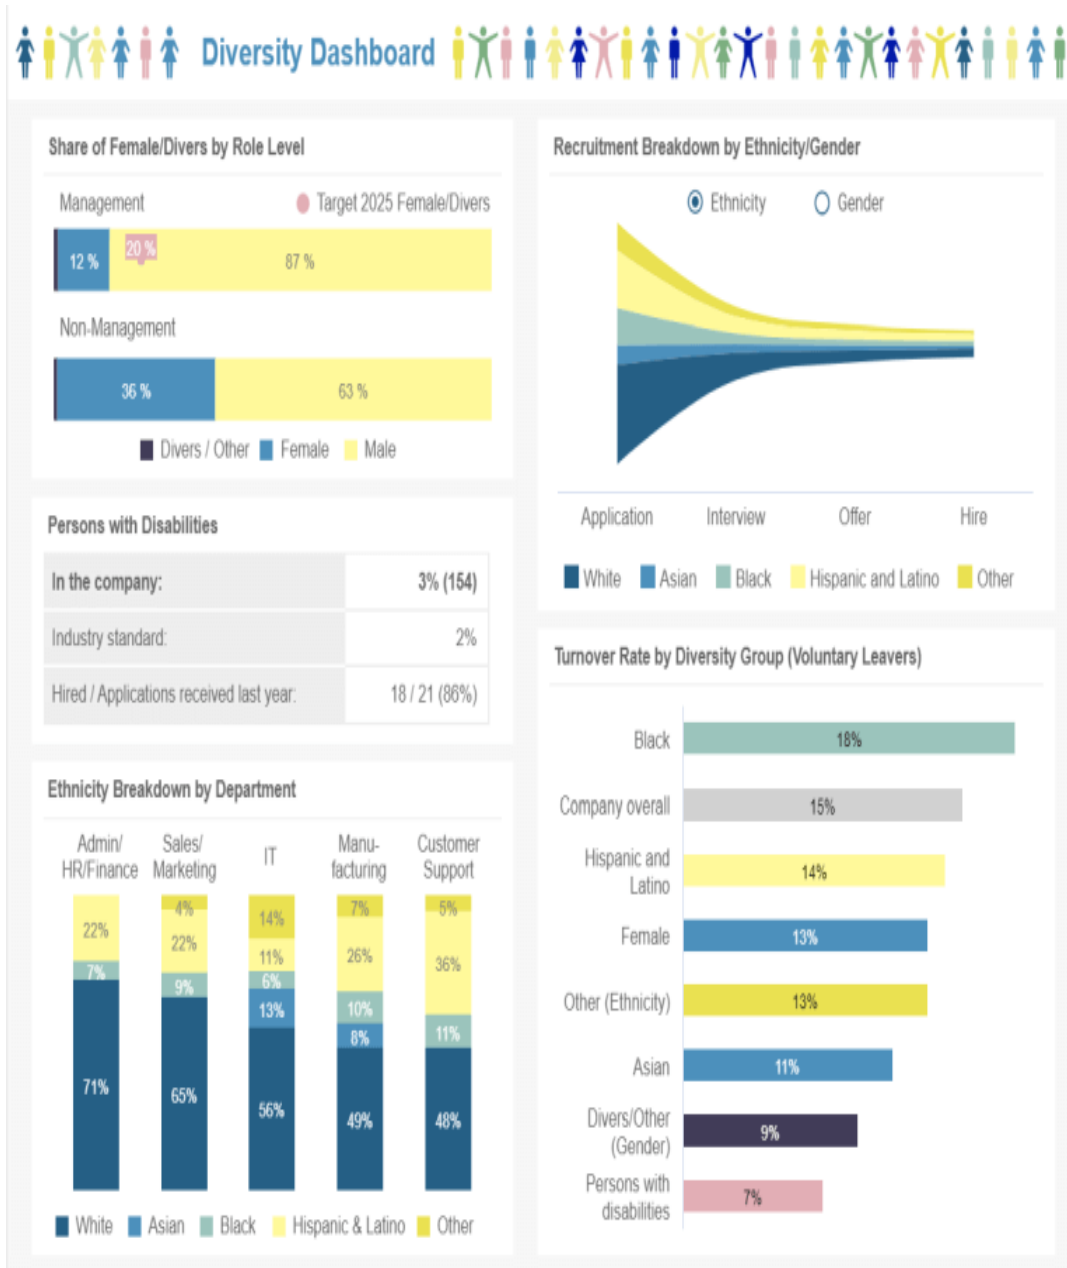 Diversity Dashboard
Share of Female/Divers by Role Level
Management
Target 2025 Female/Divers
12 %
20 %
87 %
Non-Management
36 %
63 %
Divers / Other
Female
Male
Persons with Disabilities
In the company: 3% (154)
Industry standard: 2%
Hired / Applications received last year: 18 / 21 (86%)
Ethnicity Breakdown by Department
Admin/
HR/Finance
Sales/
Marketing
IT
Manu-
facturing
Customer
Support
22%
7%
71%
4%
22%
9%
65%
14%
11%
6%
13%
56%
7%
26%
10%
8%
49%
5%
36%
11%
48%
White
Asian
Black
Hispanic & Latino
Other
Recruitment Breakdown by Ethnicity/Gender
Ethnicity
Gender
Application
Interview
Offer
Hire
White
Asian
Black
Hispanic and Latino
Other
Turnover Rate by Diversity Group (Voluntary Leavers)
Black 18%
Company overall 15%
Hispanic and
Latino
14%
Female 13%
Other (Ethnicity) 13%
Asian 11%
Divers/Other
(Gender)
9%
Persons with
disabilities
7%